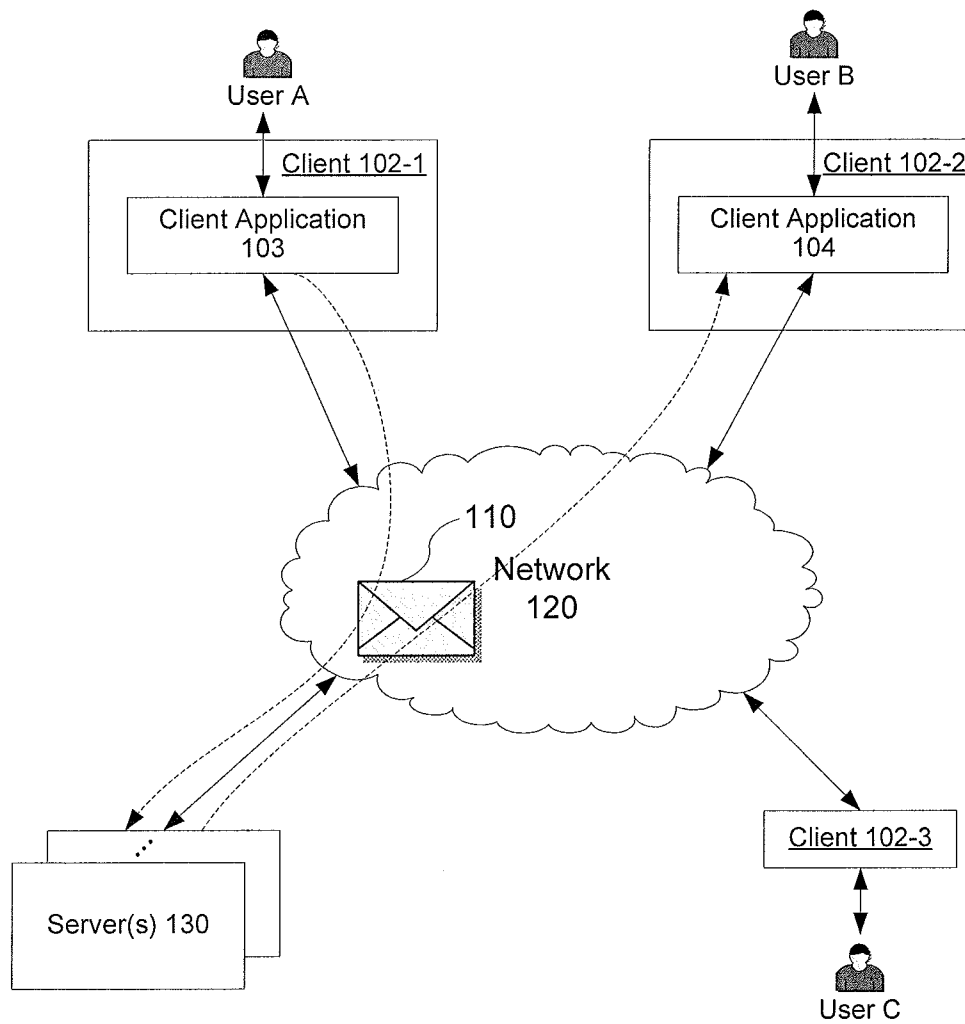 User A
User B
Client 102-1
Client 102-2
Client Application
103
Client Application
104
110
Network
120
Client 102-3
Server(s) 130
User C